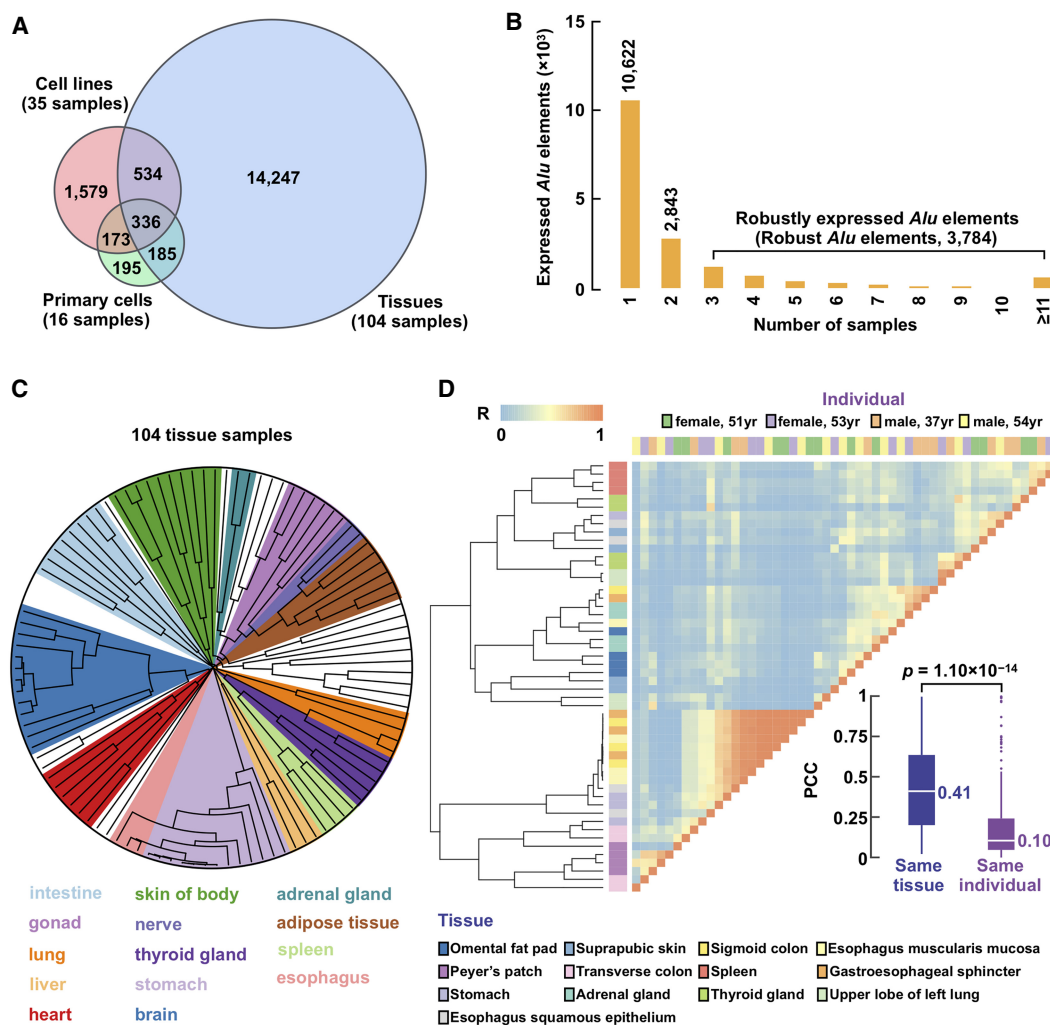 A
Cell lines
(35 samples)
1,579
534
14,247
336
173
185
195
Primary cells
(16 samples)
Tissues
(104 samples)
B
Expressed Alu elements (×10³)
15
10
5
0
10,622
2,843
Robustly expressed Alu elements
(Robust Alu elements, 3,784)
1
2
3
4
5
6
7
8
9
10
≥11
Number of samples
C
104 tissue samples
intestine
skin of body
adrenal gland
gonad
nerve
adipose tissue
lung
thyroid gland
spleen
liver
stomach
esophagus
heart
brain
D
R
0
1
Individual
female, 51yr
female, 53yr
male, 37yr
male, 54yr
p = 1.10×10⁻¹⁴
PCC
1
0.75
0.5
0.25
0
0.41
0.10
Same
tissue
Same
individual
Tissue
Omental fat pad
Suprapubic skin
Sigmoid colon
Esophagus muscularis mucosa
Peyer's patch
Transverse colon
Spleen
Gastroesophageal sphincter
Stomach
Adrenal gland
Thyroid gland
Upper lobe of left lung
Esophagus squamous epithelium